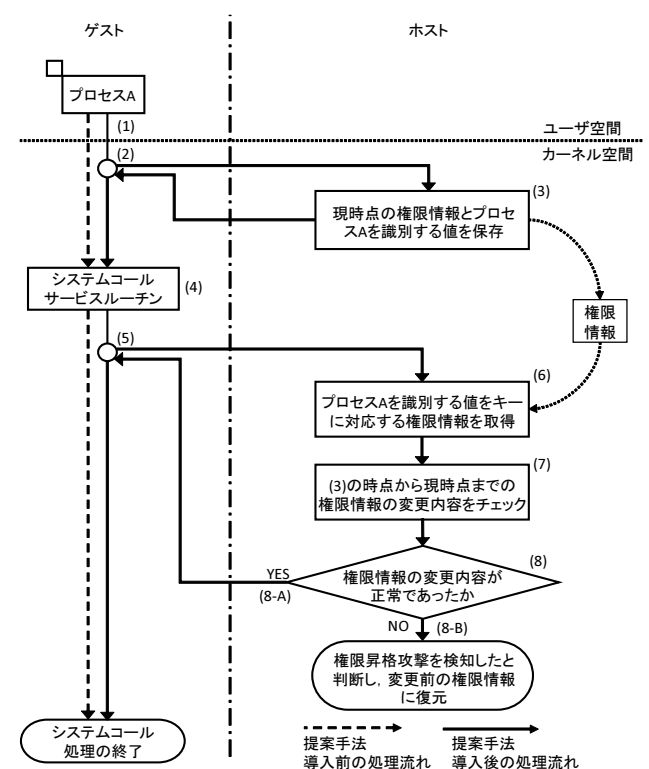 ゲスト
ホスト
プロセスA
(1)
ユーザ空間
(2)
カーネル空間
(3)
現時点の権限情報とプロセ
スAを識別する値を保存
システムコール
サービスルーチン
(4)
権限
情報
(5)
(6)
プロセスAを識別する値をキー
に対応する権限情報を取得
(7)
(3)の時点から現時点までの
権限情報の変更内容をチェック
(8)
権限情報の変更内容が
正常であったか
YES
(8-A)
NO
(8-B)
権限昇格攻撃を検知したと
判断し，変更前の権限情報
に復元
システムコール
処理の終了
提案手法
導入前の処理流れ
提案手法
導入後の処理流れ